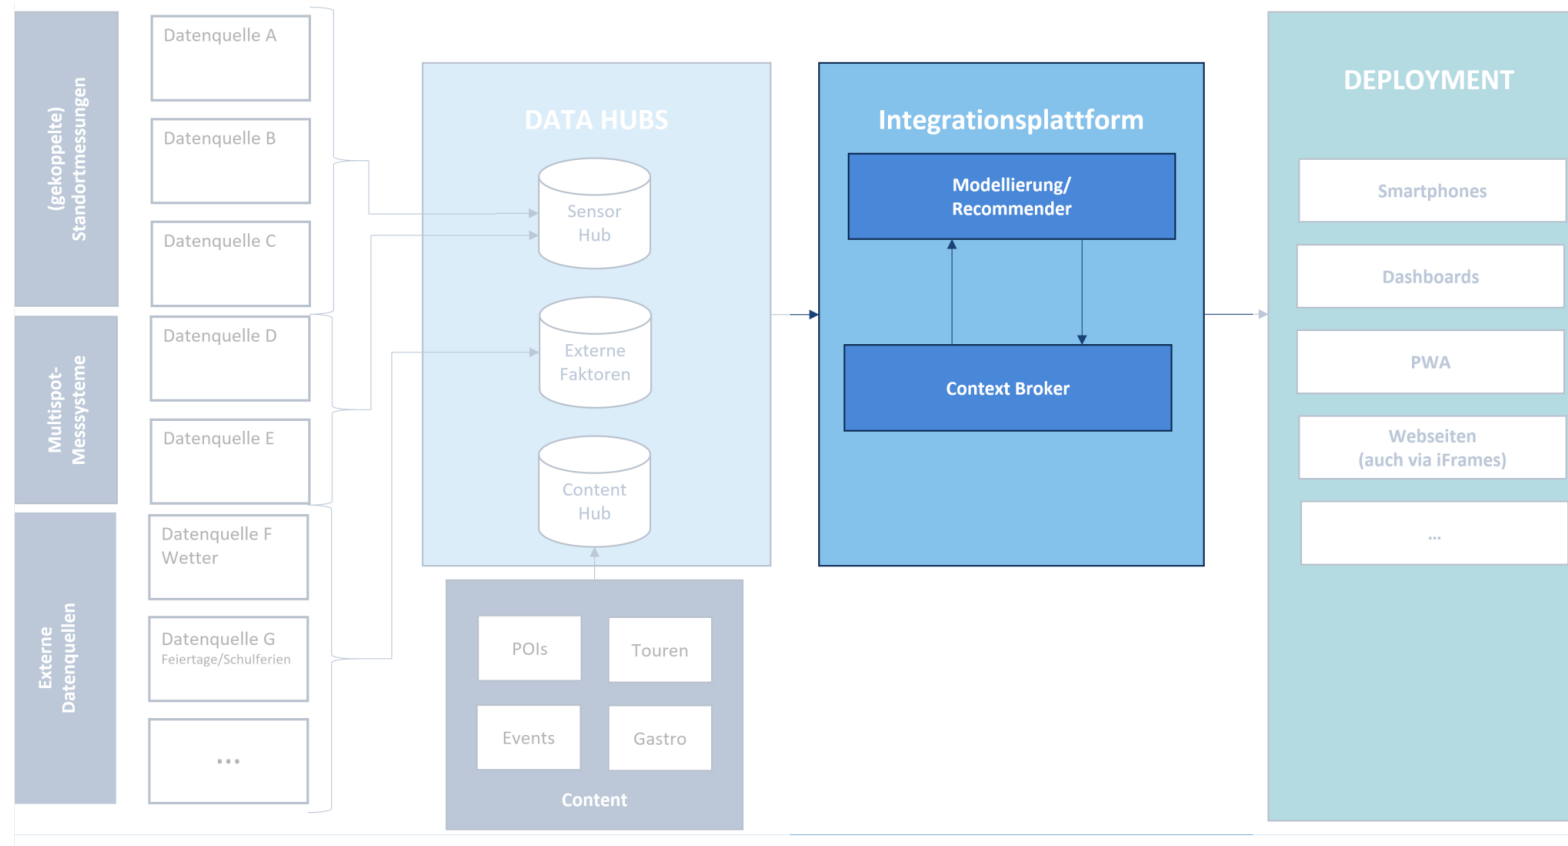 (gekoppelte)
Standortmessungen
Datenquelle A
Datenquelle B
Datenquelle C
Multispot-
Messsysteme
Datenquelle D
Datenquelle E
Externe
Datenquellen
Datenquelle F
Wetter
Datenquelle G
Feiertage/Schulferien
...
DATA HUBS
Sensor
Hub
Externe
Faktoren
Content
Hub
POIs
Touren
Events
Gastro
Content
Integrationsplattform
Modellierung/
Recommender
Context Broker
DEPLOYMENT
Smartphones
Dashboards
PWA
Webseiten
(auch via iFrames)
...